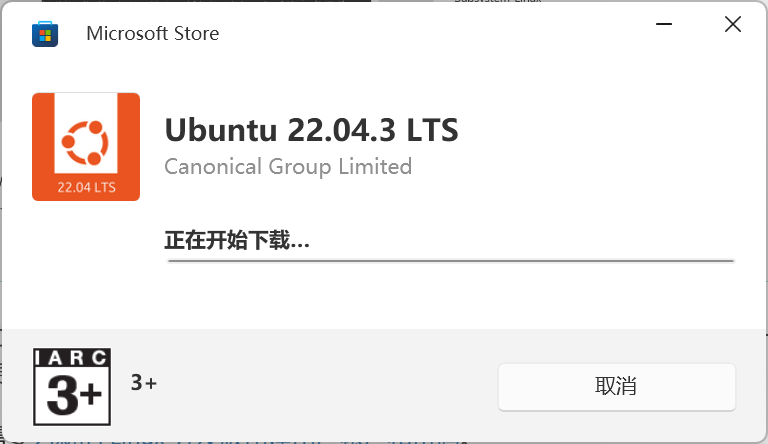 Microsoft Store
22.04 LTS
Ubuntu 22.04.3 LTS
Canonical Group Limited
正在开始下载...
IARC
3+
3+
取消